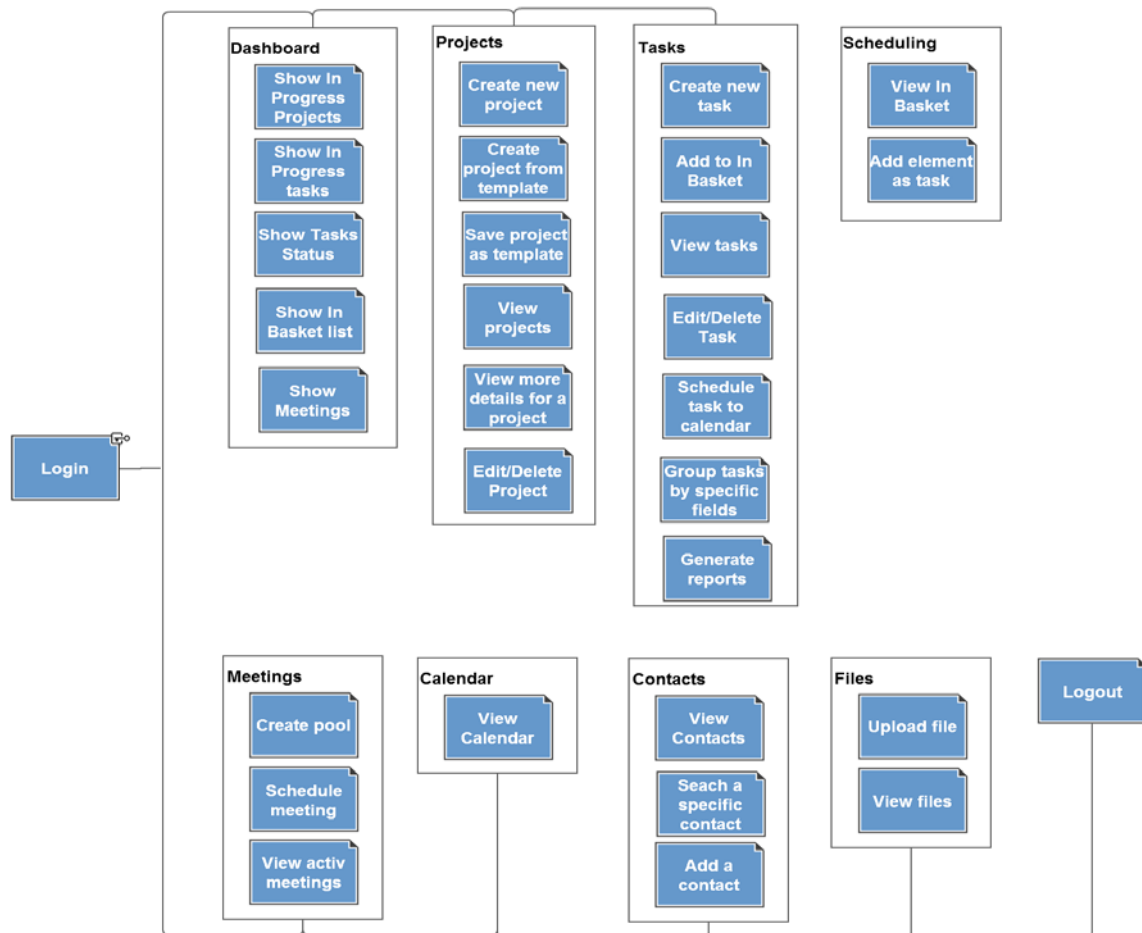 Dashboard
Show In
Progress
Projects
Show In
Progress
tasks
Show Tasks
Status
Show In
Basket list
Show
Meetings
Projects
Create new
project
Create
project from
template
Save project
as template
View
projects
View more
details for a
project
Edit/Delete
Project
Tasks
Create new
task
Add to In
Basket
View tasks
Edit/Delete
Task
Schedule
task to
calendar
Group tasks
by specific
fields
Generate
reports
Scheduling
View In
Basket
Add element
as task
Login
Meetings
Create pool
Schedule
meeting
View activ
meetings
Calendar
View
Calendar
Contacts
View
Contacts
Seach a
specific
contact
Add a
contact
Files
Upload file
View files
Logout